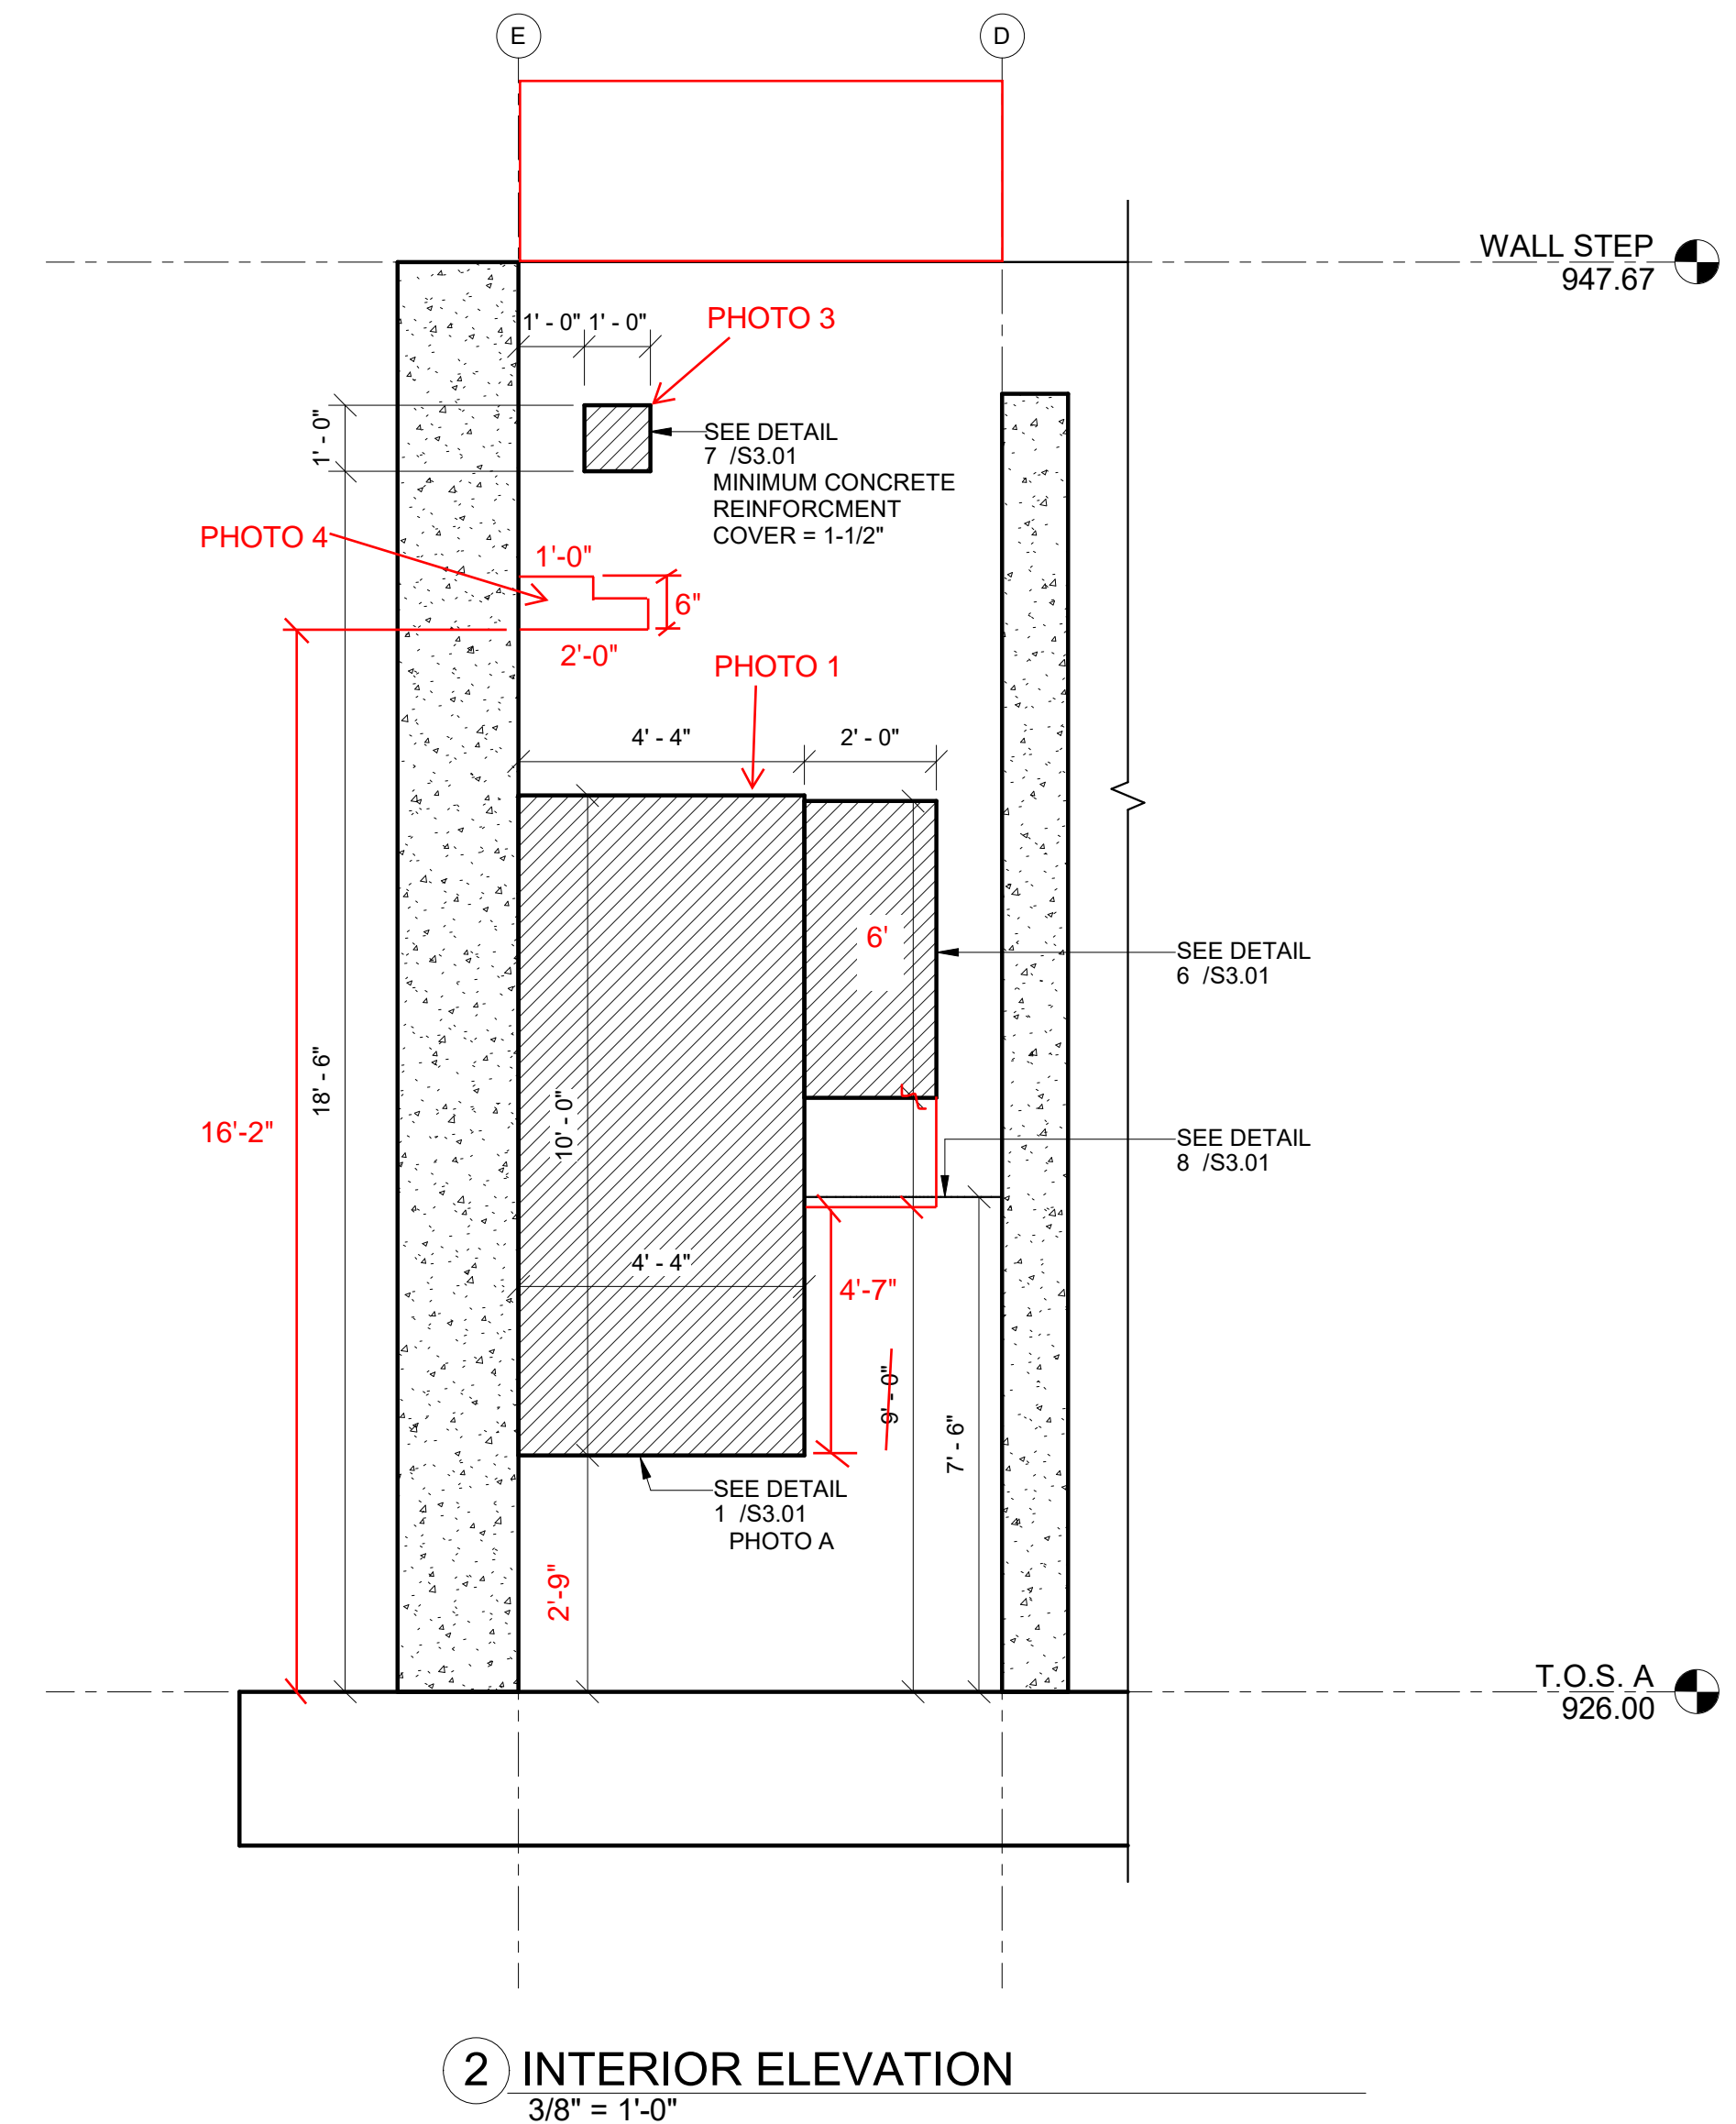 E
D
WALL STEP
947.67
1' - 0"
1' - 0"
PHOTO 3
1' - 0"
SEE DETAIL
7 /S3.01
MINIMUM CONCRETE
REINFORCMENT
COVER = 1-1/2"
PHOTO 4
1'-0"
6"
2'-0"
PHOTO 1
4' - 4"
2' - 0"
6'
SEE DETAIL
6 /S3.01
18' - 6"
16'-2"
10' - 0"
SEE DETAIL
8 /S3.01
4' - 4"
4'-7"
9' - 0"
7' - 6"
SEE DETAIL
1 /S3.01
PHOTO A
2'-9"
T.O.S. A
926.00
2
INTERIOR ELEVATION
3/8" = 1'-0"